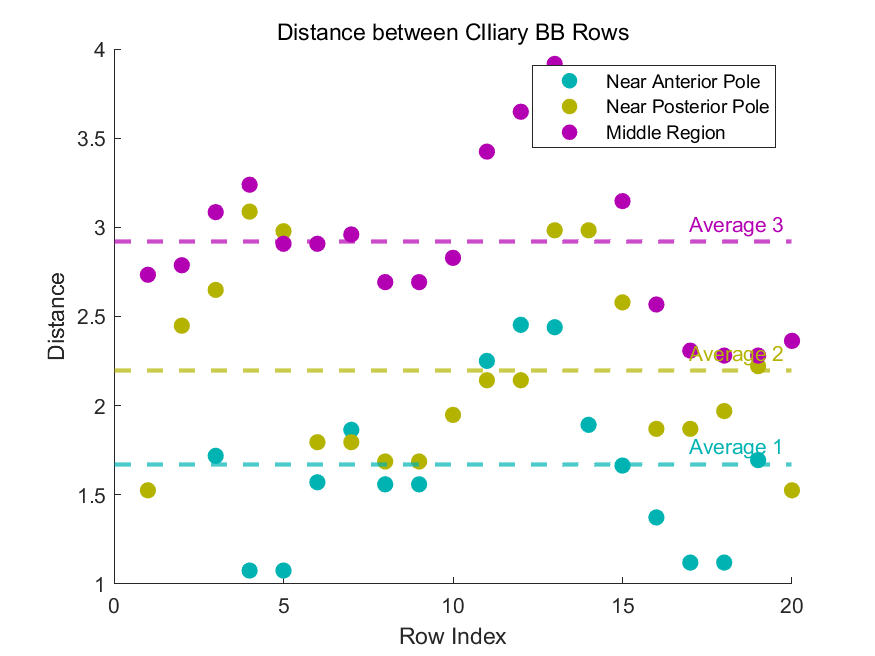 Distance between CIliary BB Rows
4
3.5
3
2.5
2
1.5
1
0
5
10
15
20
Distance
Row Index
Near Anterior Pole
Near Posterior Pole
Middle Region
Average 3
Average 2
Average 1